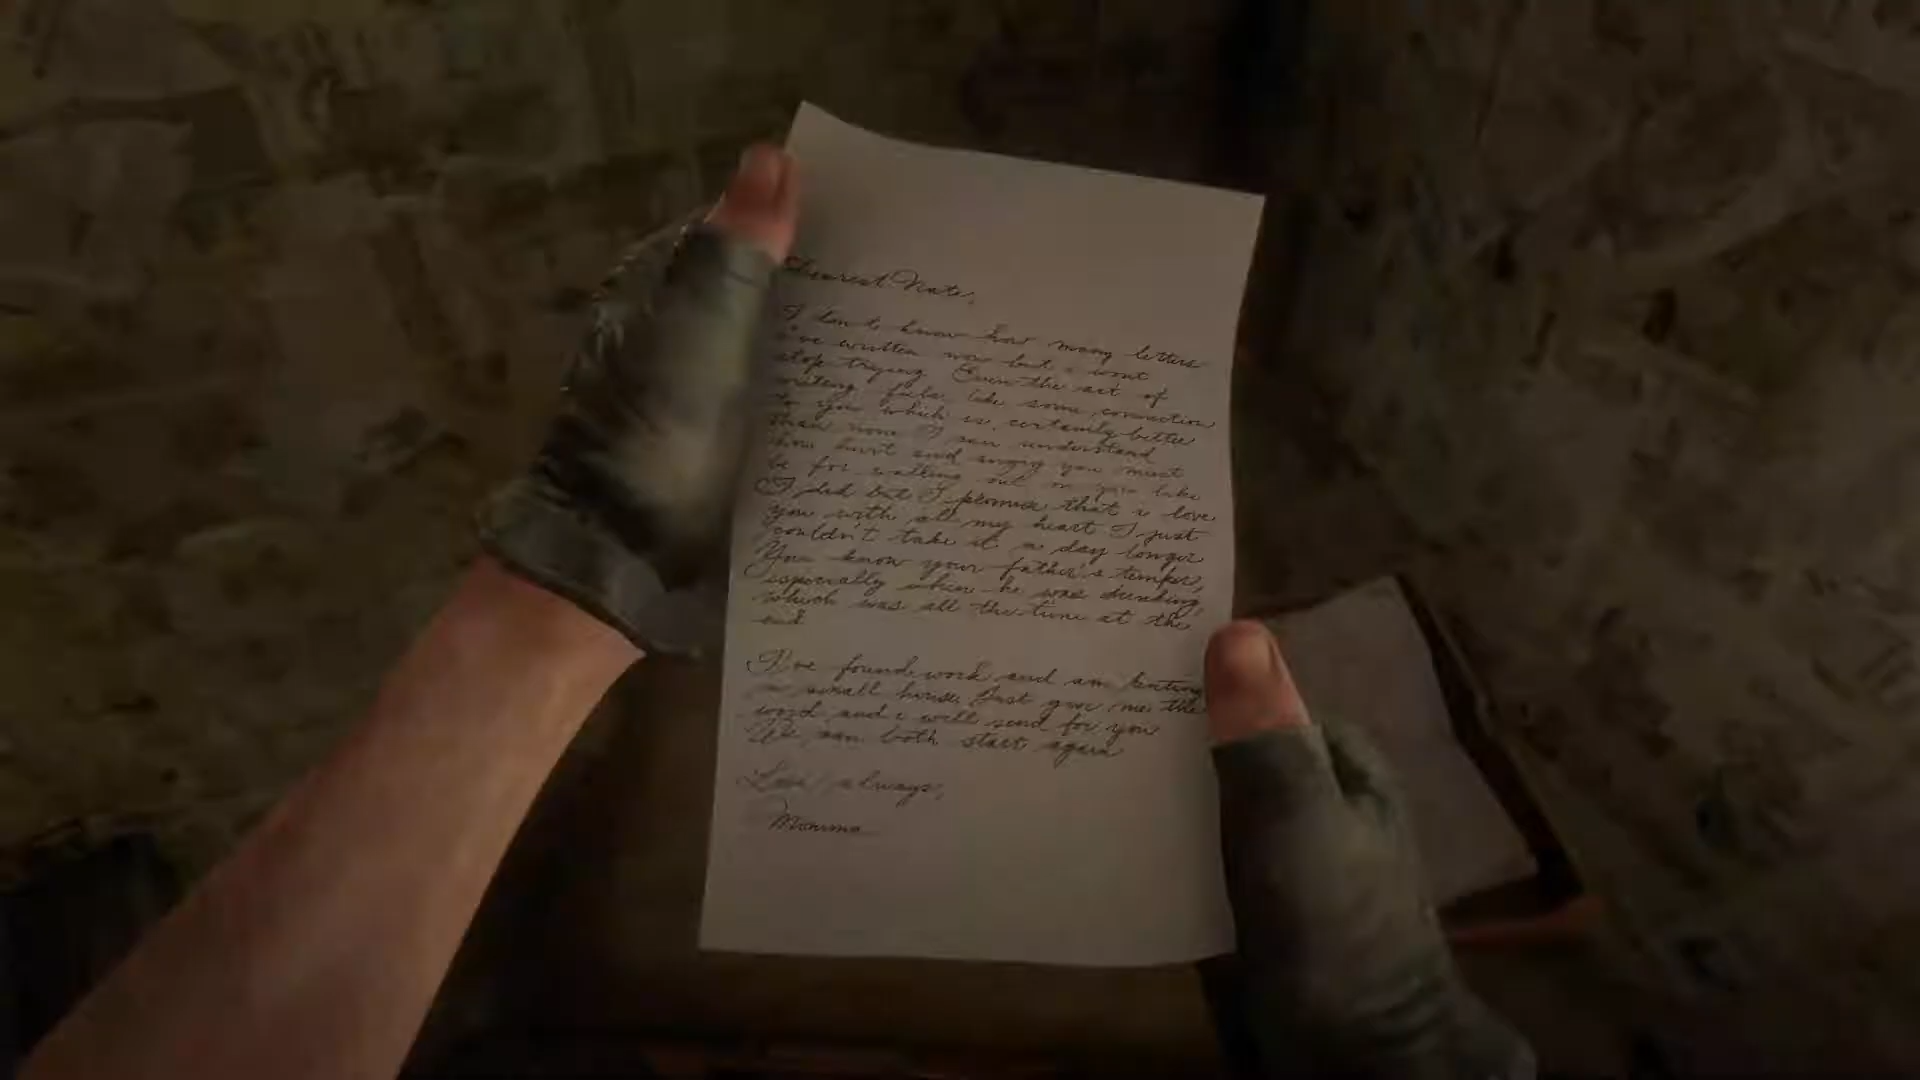 Dearest Nate,
I don't know how many letters
I've written now but i wont
stop trying. Even the act of
writing feels like some connection
to you which is certainly better
than none. I can understand
how hurt and angry you must
be for walking out on you like
I did but I promise that i love
you with all my heart I just
couldn't take it a day longer
You know your father's temper,
especially when he was drinking,
which was all the time at the
end.
I've found work and am renting
a small house. Just give me the
word and i will send for you
We can both start again
Love always,
Momma